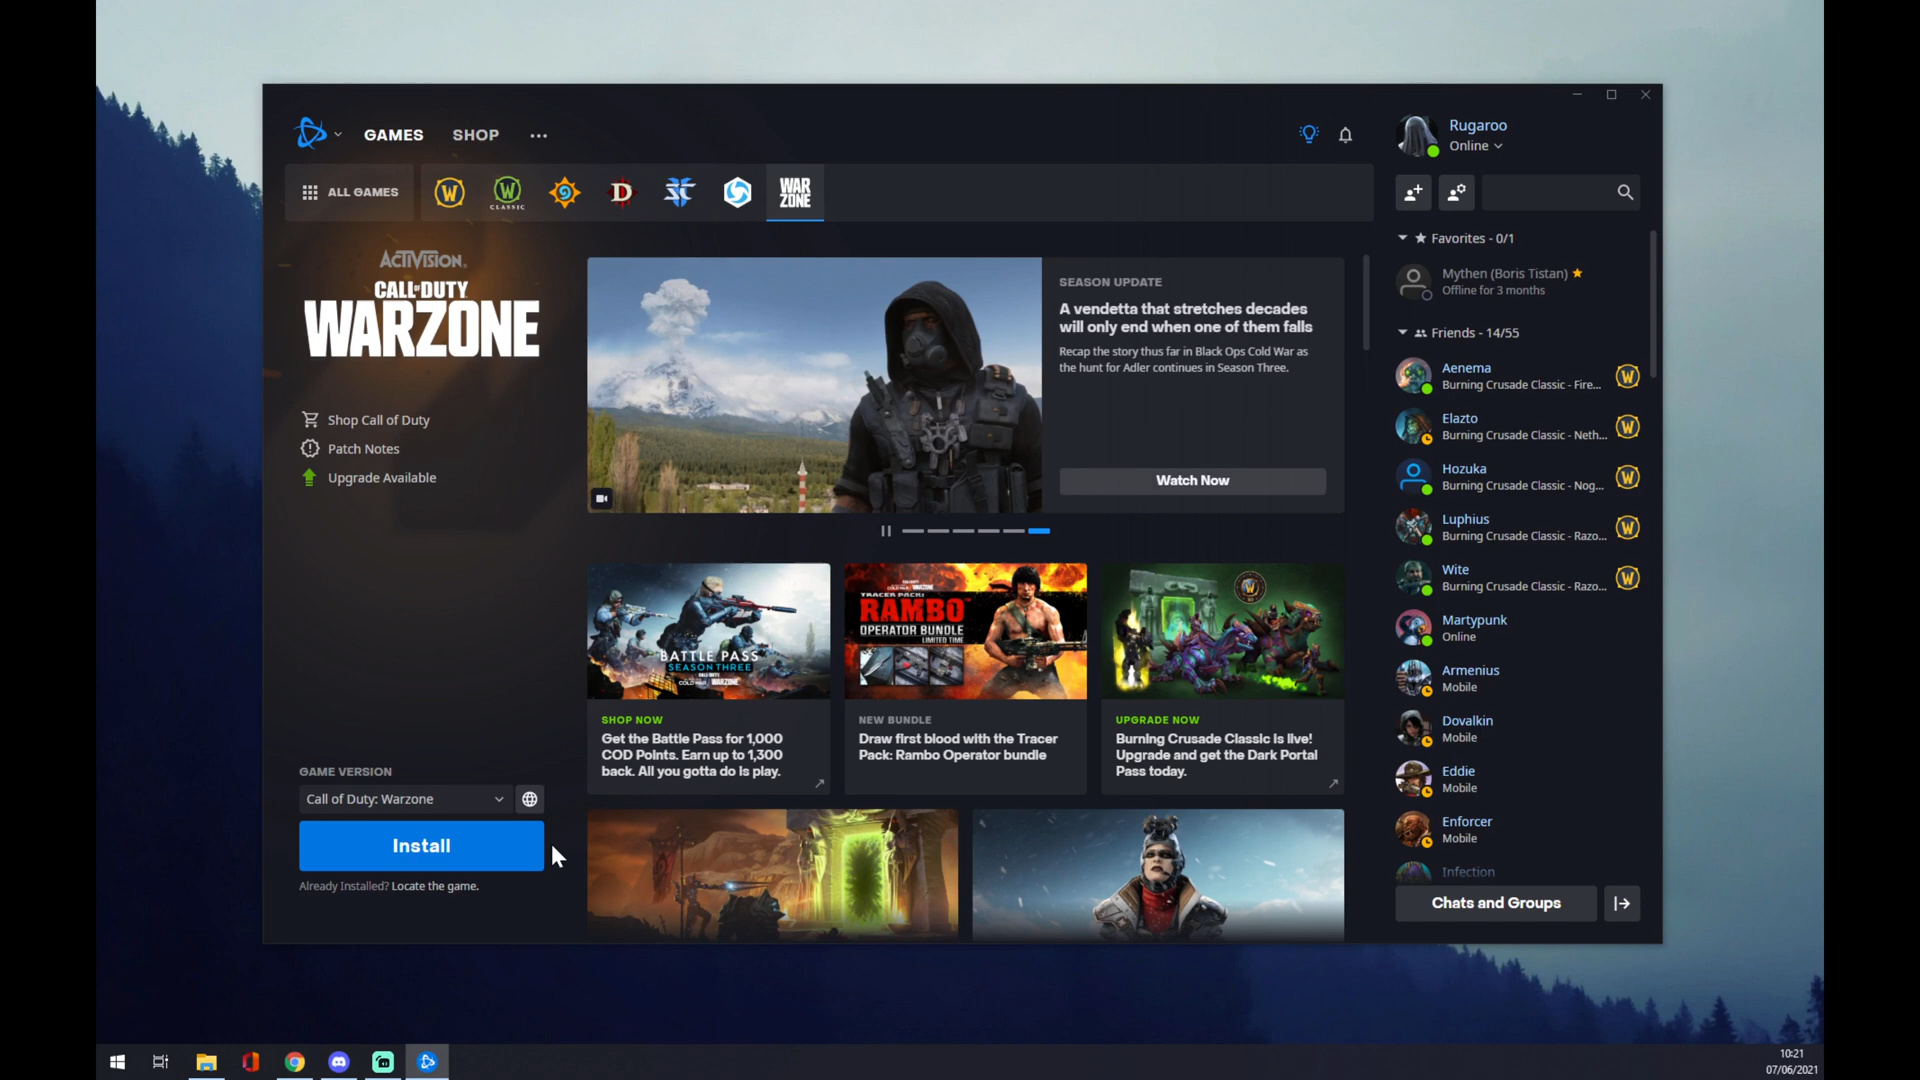 GAMES
SHOP
ALL GAMES
W
W
CLASSIC
D
WAR
ZONE
ACTIVISION.
CALL OF DUTY
WARZONE
Shop Call of Duty
Patch Notes
Upgrade Available
GAME VERSION
Call of Duty: Warzone
Install
Already Installed? Locate the game.
SEASON UPDATE
A vendetta that stretches decades
will only end when one of them falls
Recap the story thus far in Black Ops Cold War as
the hunt for Adler continues in Season Three.
Watch Now
BATTLE PASS
SEASON THREE
SHOP NOW
Get the Battle Pass for 1,000
COD Points. Earn up to 1,300
back. All you gotta do is play.
TRACER PACK:
RAMBO
OPERATOR BUNDLE
LIMITED TIME
NEW BUNDLE
Draw first blood with the Tracer
Pack: Rambo Operator bundle
W
UPGRADE NOW
Burning Crusade Classic is live!
Upgrade and get the Dark Portal
Pass today.
Rugaroo
Online
Favorites - 0/1
Mythen (Boris Tistan)
Offline for 3 months
Friends - 14/55
Aenema
Burning Crusade Classic - Fire...
W
Elazto
Burning Crusade Classic - Neth...
W
Hozuka
Burning Crusade Classic - Nog...
W
Luphius
Burning Crusade Classic - Razo...
W
Wite
Burning Crusade Classic - Razo...
W
Martypunk
Online
Armenius
Mobile
Dovalkin
Mobile
Eddie
Mobile
Enforcer
Mobile
Infection
Chats and Groups
10:21
07/06/2021